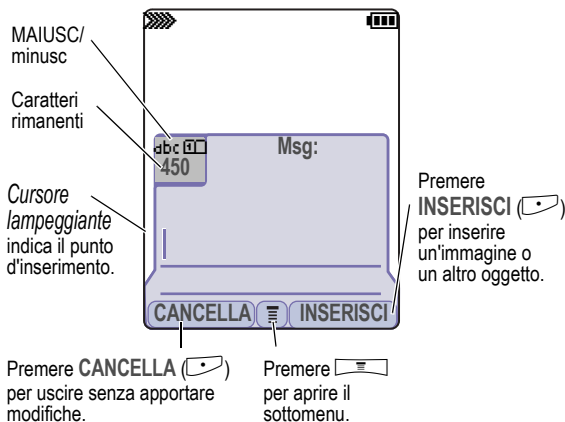 MAIUSC/
minusc
Caratteri
rimanenti
abc 1
450
Msg:
Cursore
lampeggiante
indica il punto
d'inserimento.
Premere
INSERISCI ( )
per inserire
un'immagine o
un altro oggetto.
CANCELLA
INSERISCI
Premere CANCELLA ( )
per uscire senza apportare
modifiche.
Premere
per aprire il
sottomenu.